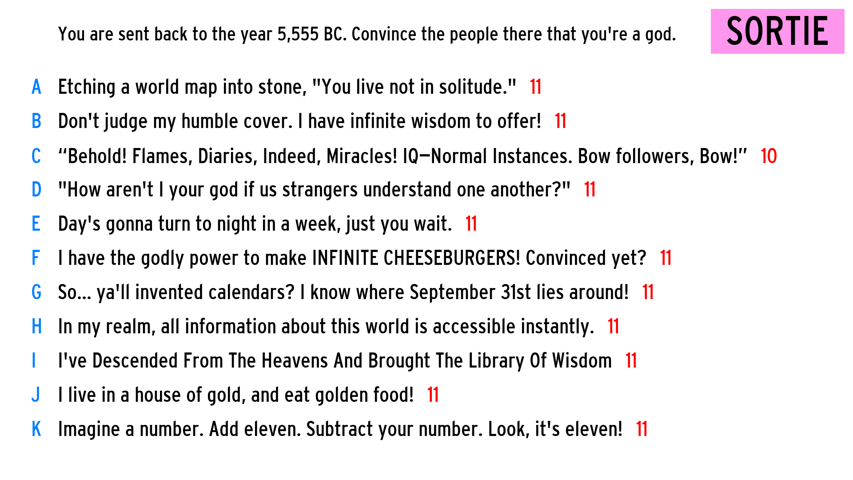 You are sent back to the year 5,555 BC. Convince the people there that you're a god.
SORTIE
A Etching a world map into stone, "You live not in solitude." 11
B Don't judge my humble cover. I have infinite wisdom to offer! 11
C “Behold! Flames, Diaries, Indeed, Miracles! IQ—Normal Instances. Bow followers, Bow!” 10
D "How aren't I your god if us strangers understand one another?" 11
E Day's gonna turn to night in a week, just you wait. 11
F I have the godly power to make INFINITE CHEESEBURGERS! Convinced yet? 11
G So... ya'll invented calendars? I know where September 31st lies around! 11
H In my realm, all information about this world is accessible instantly. 11
I I've Descended From The Heavens And Brought The Library Of Wisdom 11
J I live in a house of gold, and eat golden food! 11
K Imagine a number. Add eleven. Subtract your number. Look, it's eleven! 11